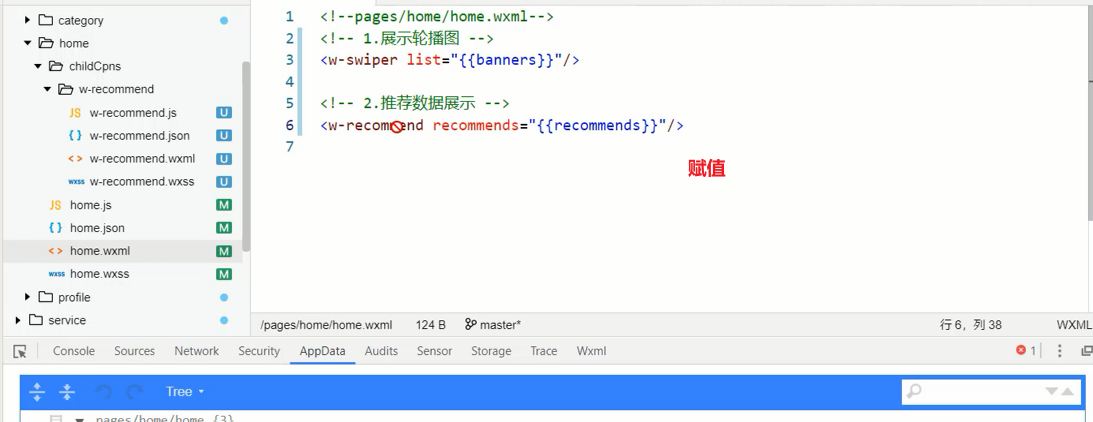 category
home
childCpns
w-recommend
JS w-recommend.js U
{ } w-recommend.json U
< > w-recommend.wxml U
wxss w-recommend.wxss U
JS home.js M
{ } home.json M
< > home.wxml M
wxss home.wxss M
profile
service
1 <!--pages/home/home.wxml-->
2 <!-- 1.展示轮播图 -->
3 <w-swiper list="{{banners}}"/>
4
5 <!-- 2.推荐数据展示 -->
6 <w-recommend recommends="{{recommends}}"/>
7
赋值
/pages/home/home.wxml 124 B master* 行 6，列 38 WXML
Console Sources Network Security AppData Audits Sensor Storage Trace Wxml 1
Tree
pages/home/home {3}